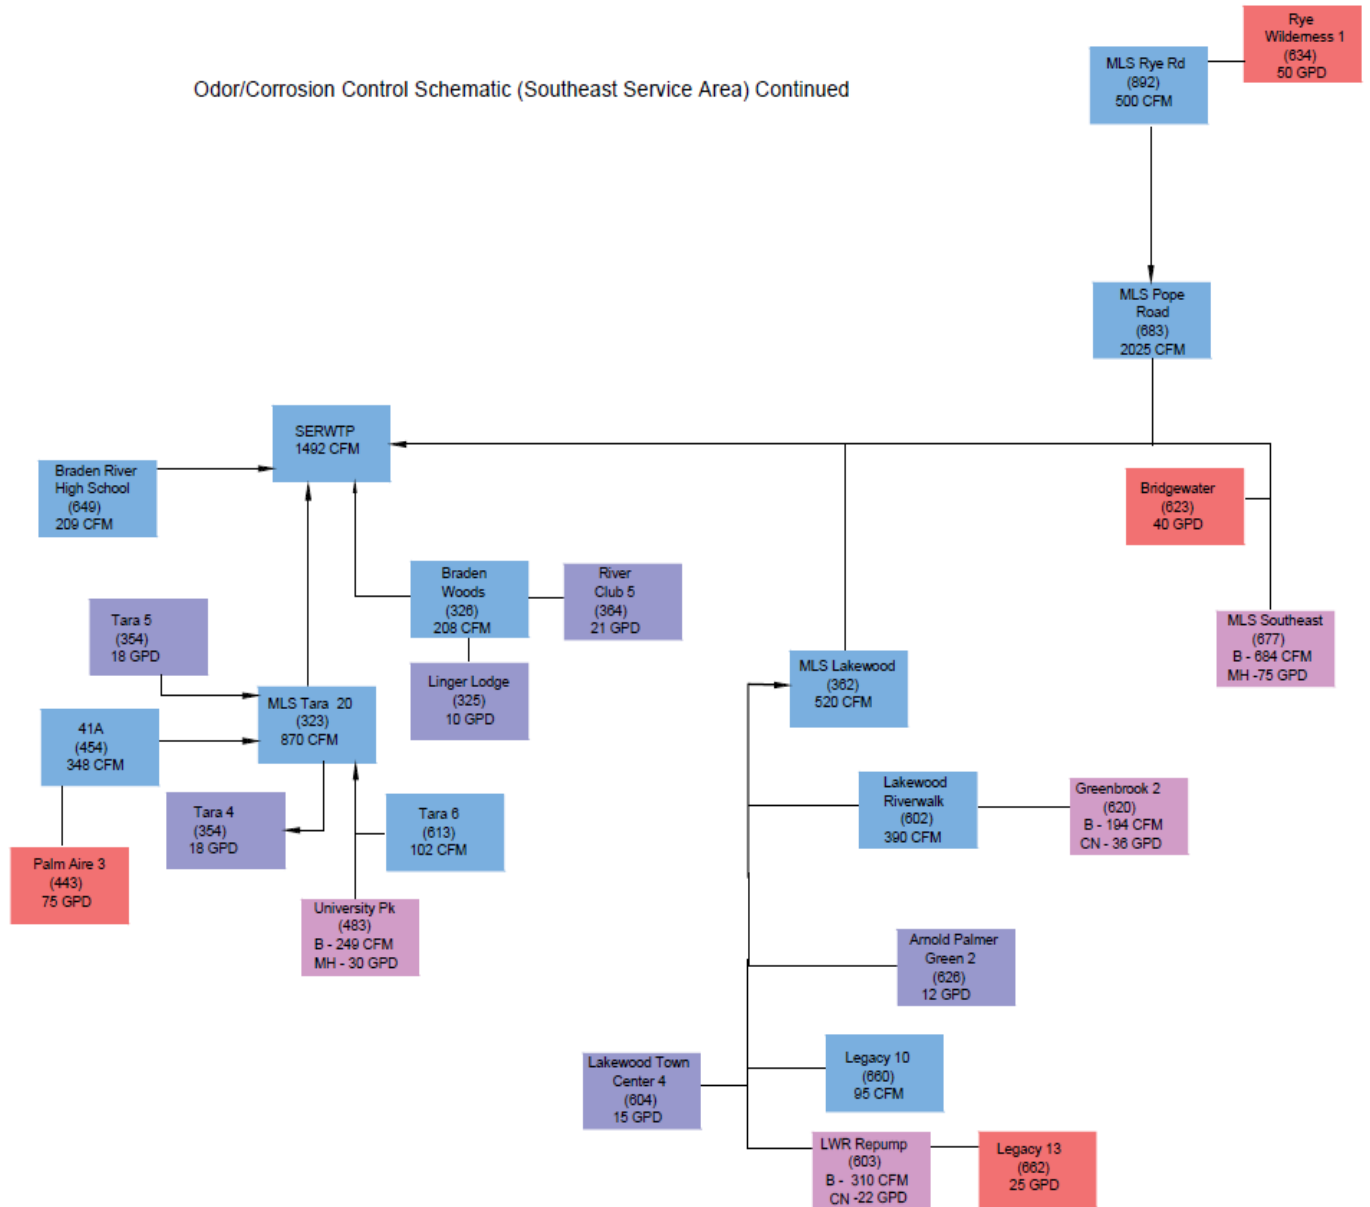 Rye
Wilderness 1
(634)
50 GPD
MLS Rye Rd
(892)
500 CFM
Odor/Corrosion Control Schematic (Southeast Service Area) Continued
MLS Pope
Road
(683)
2025 CFM
SERWTP
1492 CFM
Braden River
High School
(649)
209 CFM
Bridgewater
(623)
40 GPD
Braden
Woods
(326)
208 CFM
River
Club 5
(364)
21 GPD
Tara 5
(354)
18 GPD
MLS Southeast
(677)
B - 684 CFM
MH -75 GPD
Linger Lodge
(325)
10 GPD
MLS Lakewood
(362)
520 CFM
MLS Tara 20
(323)
870 CFM
41A
(454)
348 CFM
Tara 4
(354)
18 GPD
Tara 6
(613)
102 CFM
Lakewood
Riverwalk
(602)
390 CFM
Greenbrook 2
(620)
B - 194 CFM
CN - 36 GPD
Palm Aire 3
(443)
75 GPD
University Pk
(483)
B - 249 CFM
MH - 30 GPD
Arnold Palmer
Green 2
(626)
12 GPD
Legacy 10
(660)
95 CFM
Lakewood Town
Center 4
(604)
15 GPD
LWR Repump
(603)
B - 310 CFM
CN -22 GPD
Legacy 13
(662)
25 GPD